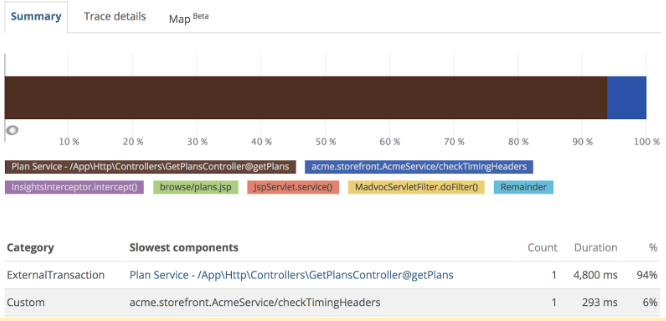 Summary Trace details Map Beta
10 % 20 % 30 % 40 % 50 % 60 % 70 % 80 % 90 % 100 %
Plan Service - /App\Http\Controllers\GetPlansController@getPlans acme.storefront.AcmeService/checkTimingHeaders
InsightsInterceptor.intercept() browse/plans.jsp JspServlet.service() MadvocServletFilter.doFilter() Remainder
Category Slowest components Count Duration %
ExternalTransaction Plan Service - /App\Http\Controllers\GetPlansController@getPlans 1 4,800 ms 94%
Custom acme.storefront.AcmeService/checkTimingHeaders 1 293 ms 6%